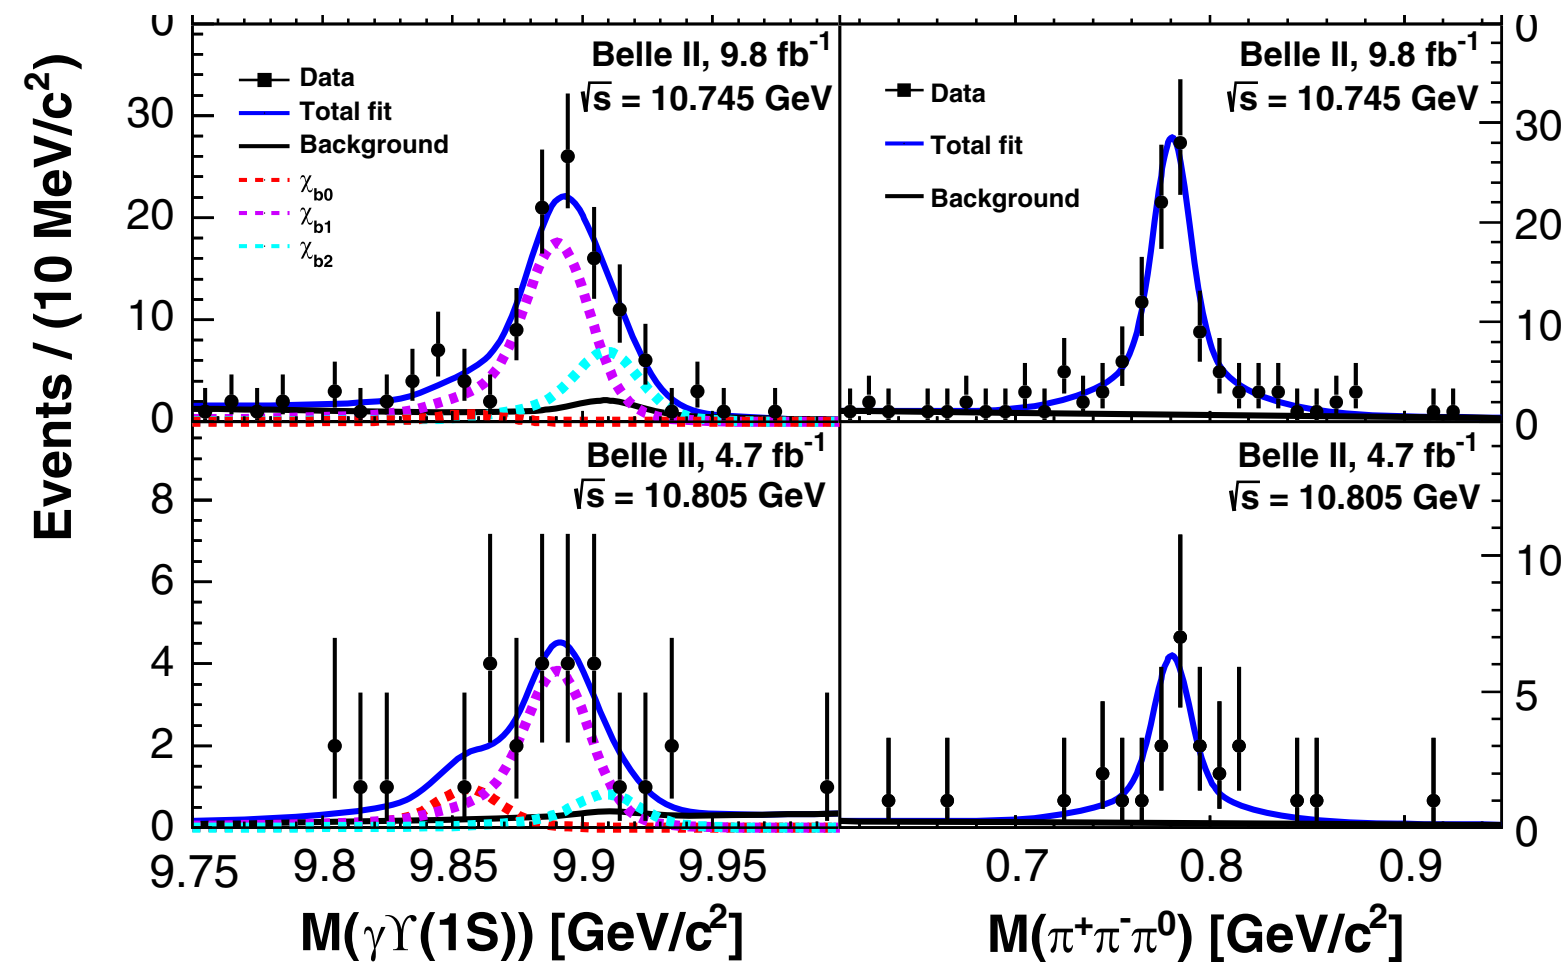 Events / (10 MeV/c²)
0
30
20
10
0
8
6
4
2
0
Data
Total fit
Background
χb0
χb1
χb2
Belle II, 9.8 fb⁻¹
√s = 10.745 GeV
Data
Total fit
Background
Belle II, 9.8 fb⁻¹
√s = 10.745 GeV
0
30
20
10
0
Belle II, 4.7 fb⁻¹
√s = 10.805 GeV
Belle II, 4.7 fb⁻¹
√s = 10.805 GeV
10
5
0
9.75 9.8 9.85 9.9 9.95
0.7 0.8 0.9
M(γϒ(1S)) [GeV/c²]
M(π⁺π⁻π⁰) [GeV/c²]